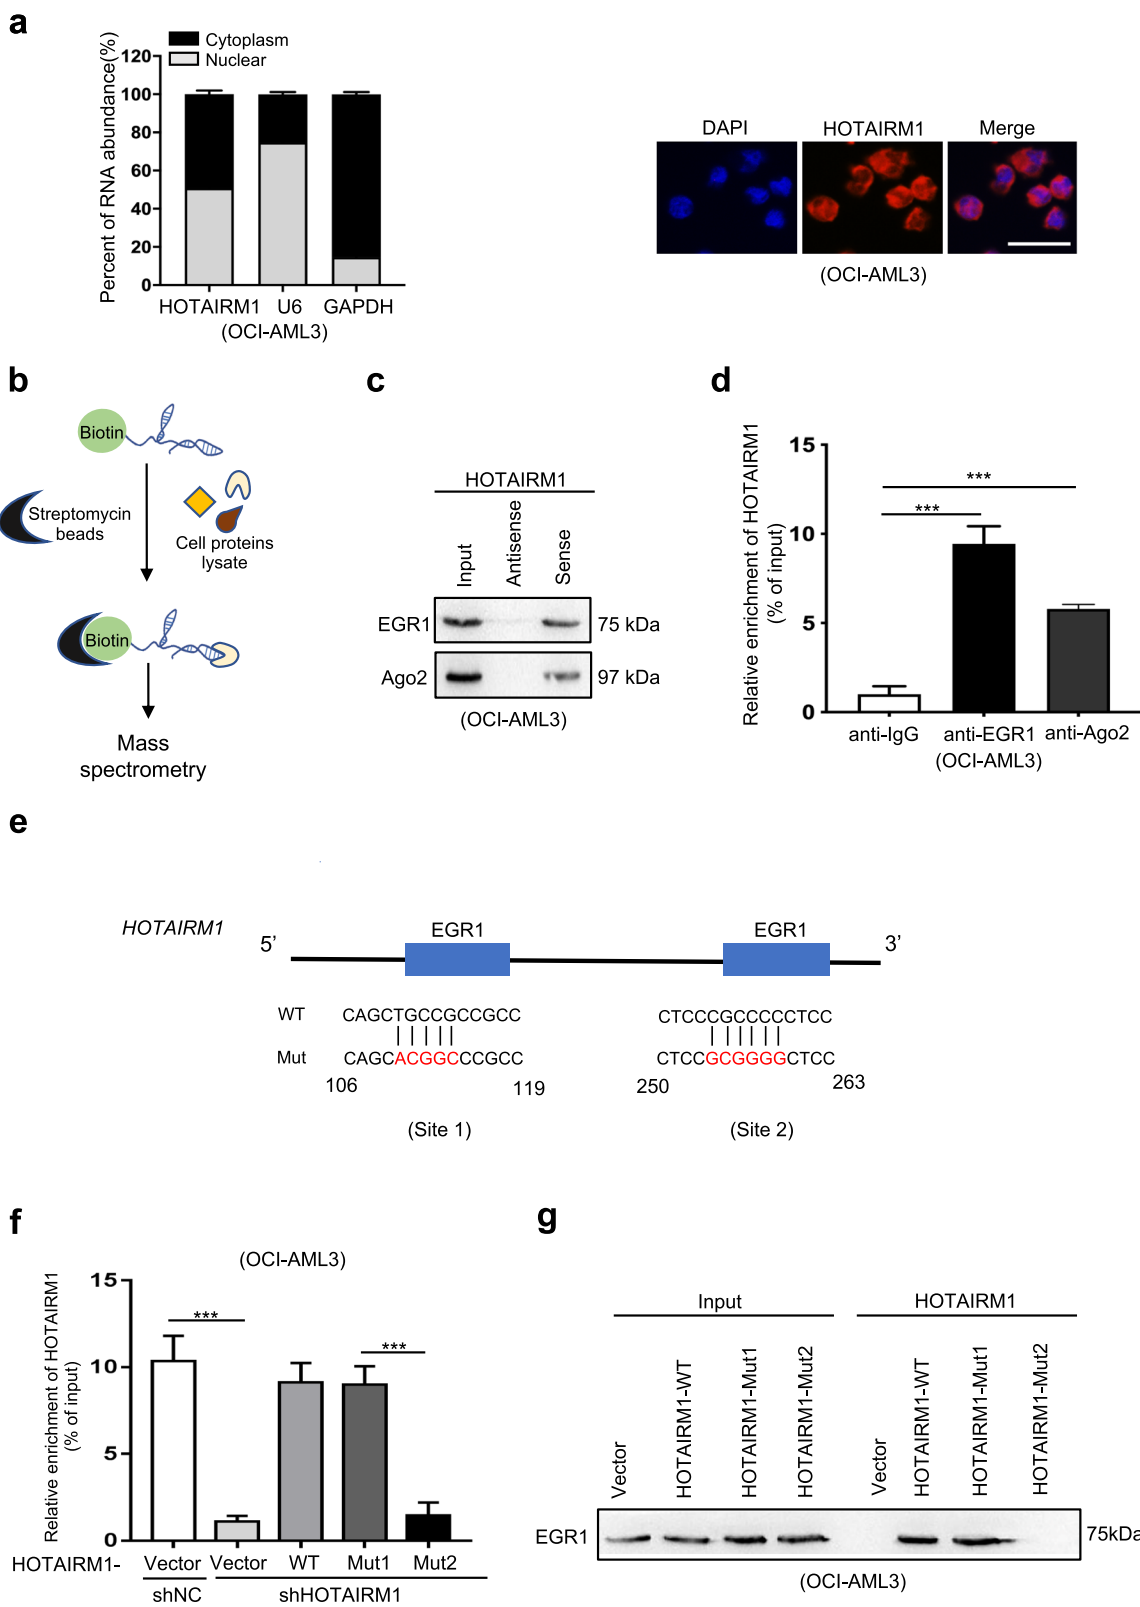 a
Cytoplasm
Nuclear
Percent of RNA abundance(%)
120
100
80
60
40
20
0
HOTAIRM1 U6 GAPDH
(OCI-AML3)
DAPI HOTAIRM1 Merge
(OCI-AML3)
b
Biotin
Streptomycin
beads
Cell proteins
lysate
Biotin
Mass
spectrometry
c
HOTAIRM1
Input Antisense Sense
EGR1 75 kDa
Ago2 97 kDa
(OCI-AML3)
d
Relative enrichment of HOTAIRM1
(% of input)
15
10
5
0
***
***
anti-IgG anti-EGR1 anti-Ago2
(OCI-AML3)
e
HOTAIRM1
5’ EGR1 EGR1 3’
WT CAGCTGCCGCCGCC CTCCCGCCCCCTCC
Mut CAGCACGGCCCGCC CTCCGCGGGGCTCC
106 119 250 263
(Site 1) (Site 2)
f
(OCI-AML3)
Relative enrichment of HOTAIRM1
(% of input)
15
10
5
0
***
***
HOTAIRM1- Vector Vector WT Mut1 Mut2
shNC shHOTAIRM1
g
Input HOTAIRM1
Vector HOTAIRM1-WT HOTAIRM1-Mut1 HOTAIRM1-Mut2 Vector HOTAIRM1-WT HOTAIRM1-Mut1 HOTAIRM1-Mut2
EGR1 75kDa
(OCI-AML3)